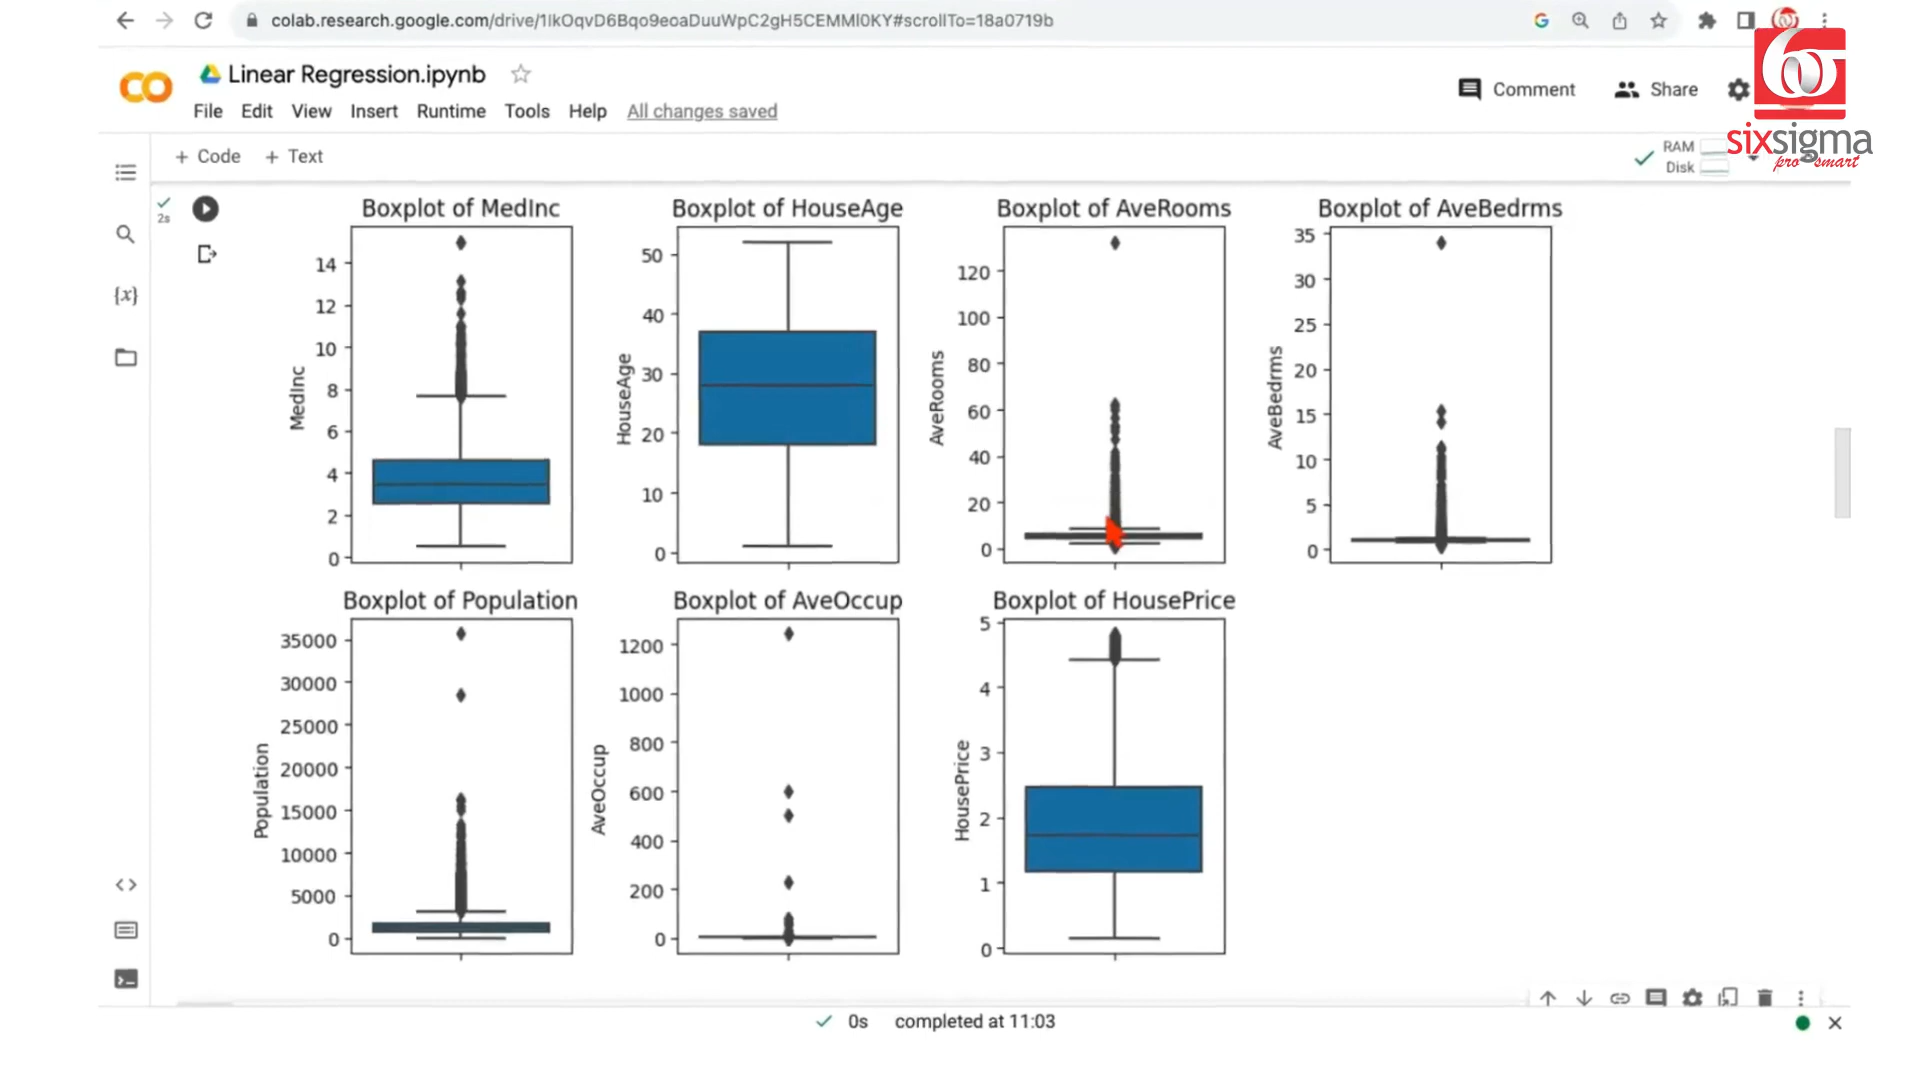 colab.research.google.com/drive/1IkOqvD6Bqo9eoaDuuWpC2gH5CEMMl0KY#scrollTo=18a0719b
Linear Regression.ipynb
Comment
Share
File Edit View Insert Runtime Tools Help All changes saved
sixsigma
pro smart
+ Code + Text
RAM
Disk
2s
{x}
Boxplot of MedInc
MedInc
14
12
10
8
6
4
2
0
Boxplot of HouseAge
HouseAge
50
40
30
20
10
0
Boxplot of AveRooms
AveRooms
120
100
80
60
40
20
0
Boxplot of AveBedrms
AveBedrms
35
30
25
20
15
10
5
0
Boxplot of Population
Population
35000
30000
25000
20000
15000
10000
5000
0
Boxplot of AveOccup
AveOccup
1200
1000
800
600
400
200
0
Boxplot of HousePrice
HousePrice
5
4
3
2
1
0
0s completed at 11:03